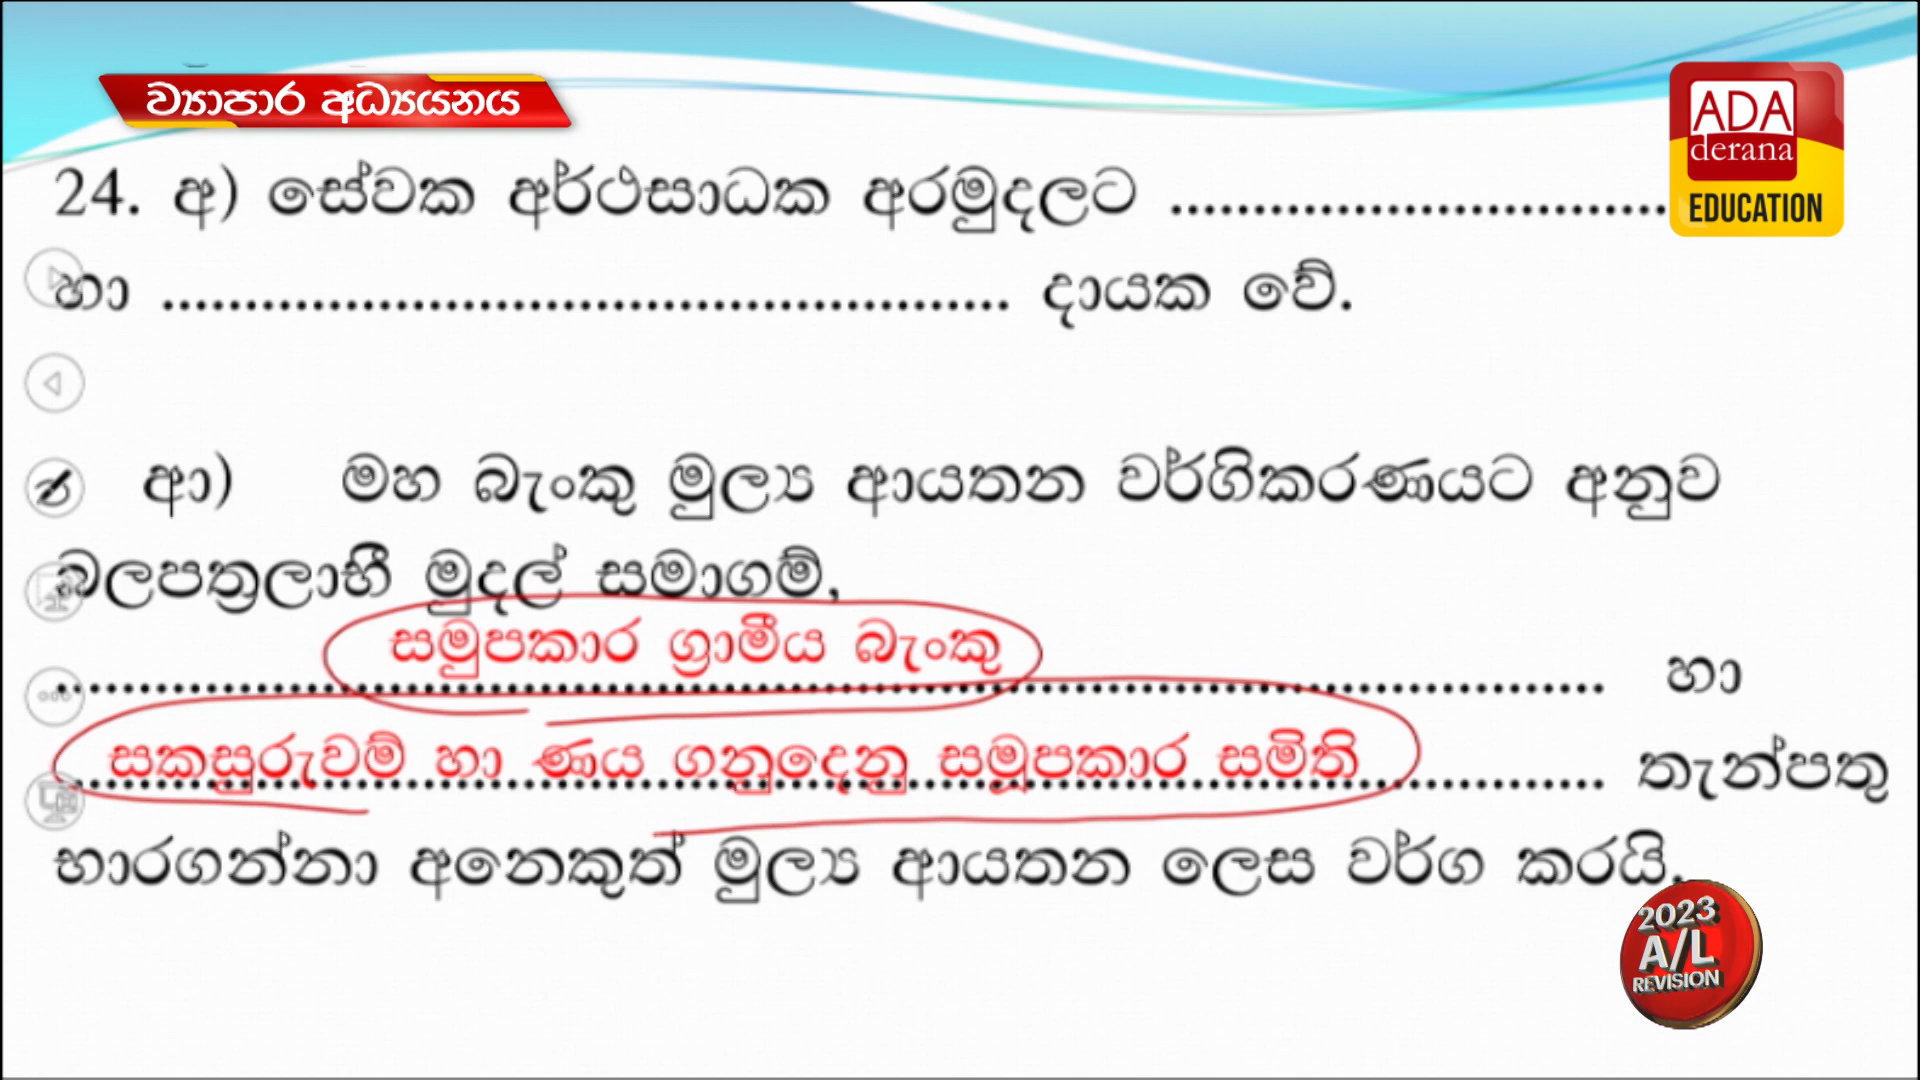 ව්‍යාපාර අධ්‍යයනය
ADA
derana
EDUCATION
24. අ) සේවක අර්ථසාධක අරමුදලට ..............................
හා .................................................... දායක වේ.
ආ) මහ බැංකු මුල්‍ය ආයතන වර්ගිකරණයට අනුව
බලපත්‍රලාභී මුදල් සමාගම්,
සමුපකාර ග්‍රාමීය බැංකු
.................................................... හා
සකසුරුවම් හා ණය ගනුදෙනු සමූපකාර සමිති
.................................................... තැන්පතු
භාරගන්නා අනෙකුත් මුල්‍ය ආයතන ලෙස වර්ග කරයි.
2023
A/L
REVISION